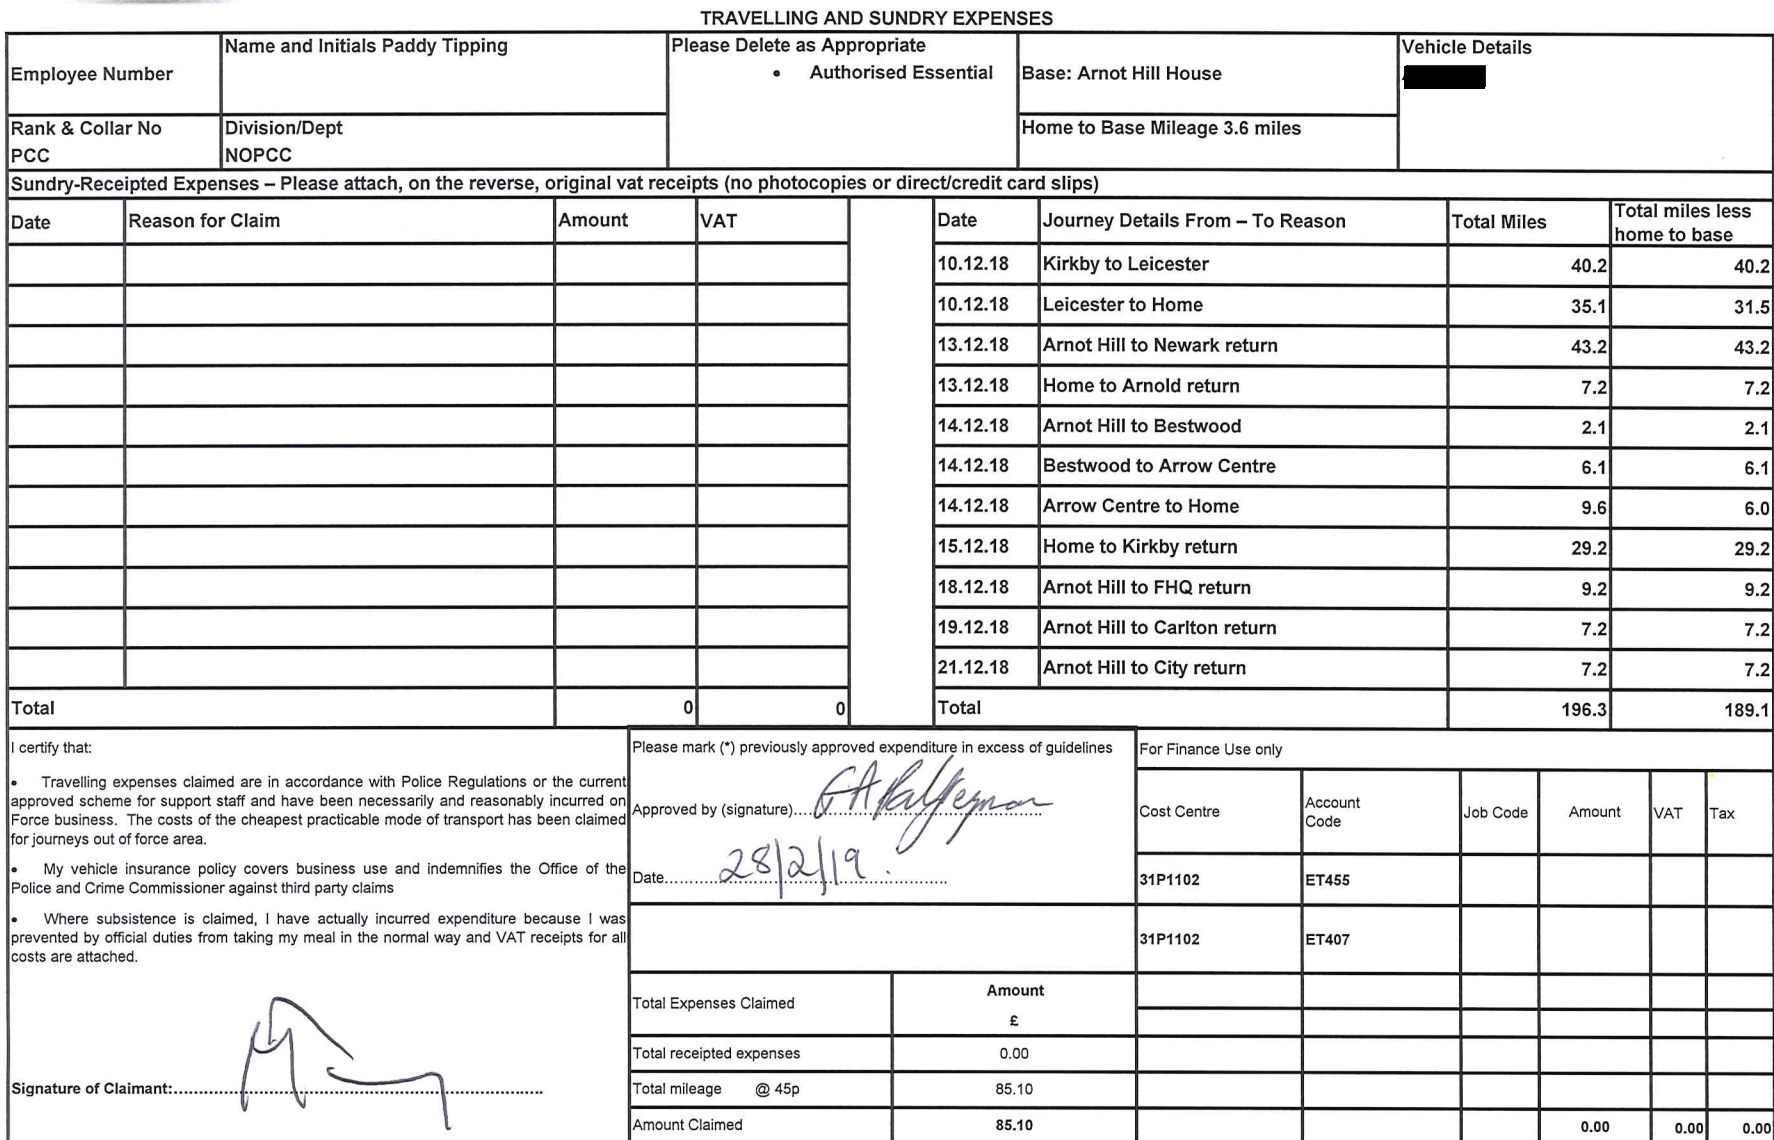 TRAVELLING AND SUNDRY EXPENSES
Employee Number
Name and Initials Paddy Tipping
Please Delete as Appropriate
• Authorised Essential
Base: Arnot Hill House
Vehicle Details
Rank & Collar No
PCC
Division/Dept
NOPCC
Home to Base Mileage 3.6 miles
Sundry-Receipted Expenses – Please attach, on the reverse, original vat receipts (no photocopies or direct/credit card slips)
Date Reason for Claim Amount VAT
Date Journey Details From – To Reason Total Miles Total miles less
home to base
10.12.18 Kirkby to Leicester 40.2 40.2
10.12.18 Leicester to Home 35.1 31.5
13.12.18 Arnot Hill to Newark return 43.2 43.2
13.12.18 Home to Arnold return 7.2 7.2
14.12.18 Arnot Hill to Bestwood 2.1 2.1
14.12.18 Bestwood to Arrow Centre 6.1 6.1
14.12.18 Arrow Centre to Home 9.6 6.0
15.12.18 Home to Kirkby return 29.2 29.2
18.12.18 Arnot Hill to FHQ return 9.2 9.2
19.12.18 Arnot Hill to Carlton return 7.2 7.2
21.12.18 Arnot Hill to City return 7.2 7.2
Total 0 0
Total 196.3 189.1
I certify that:
• Travelling expenses claimed are in accordance with Police Regulations or the current
approved scheme for support staff and have been necessarily and reasonably incurred on
Force business. The costs of the cheapest practicable mode of transport has been claimed
for journeys out of force area.
• My vehicle insurance policy covers business use and indemnifies the Office of the
Police and Crime Commissioner against third party claims
• Where subsistence is claimed, I have actually incurred expenditure because I was
prevented by official duties from taking my meal in the normal way and VAT receipts for all
costs are attached.
Signature of Claimant:
Please mark (*) previously approved expenditure in excess of guidelines
Approved by (signature)
Date 28/2/19.
Total Expenses Claimed Amount
£
Total receipted expenses 0.00
Total mileage @ 45p 85.10
Amount Claimed 85.10
For Finance Use only
Cost Centre Account
Code Job Code Amount VAT Tax
31P1102 ET455
31P1102 ET407
0.00 0.00 0.00